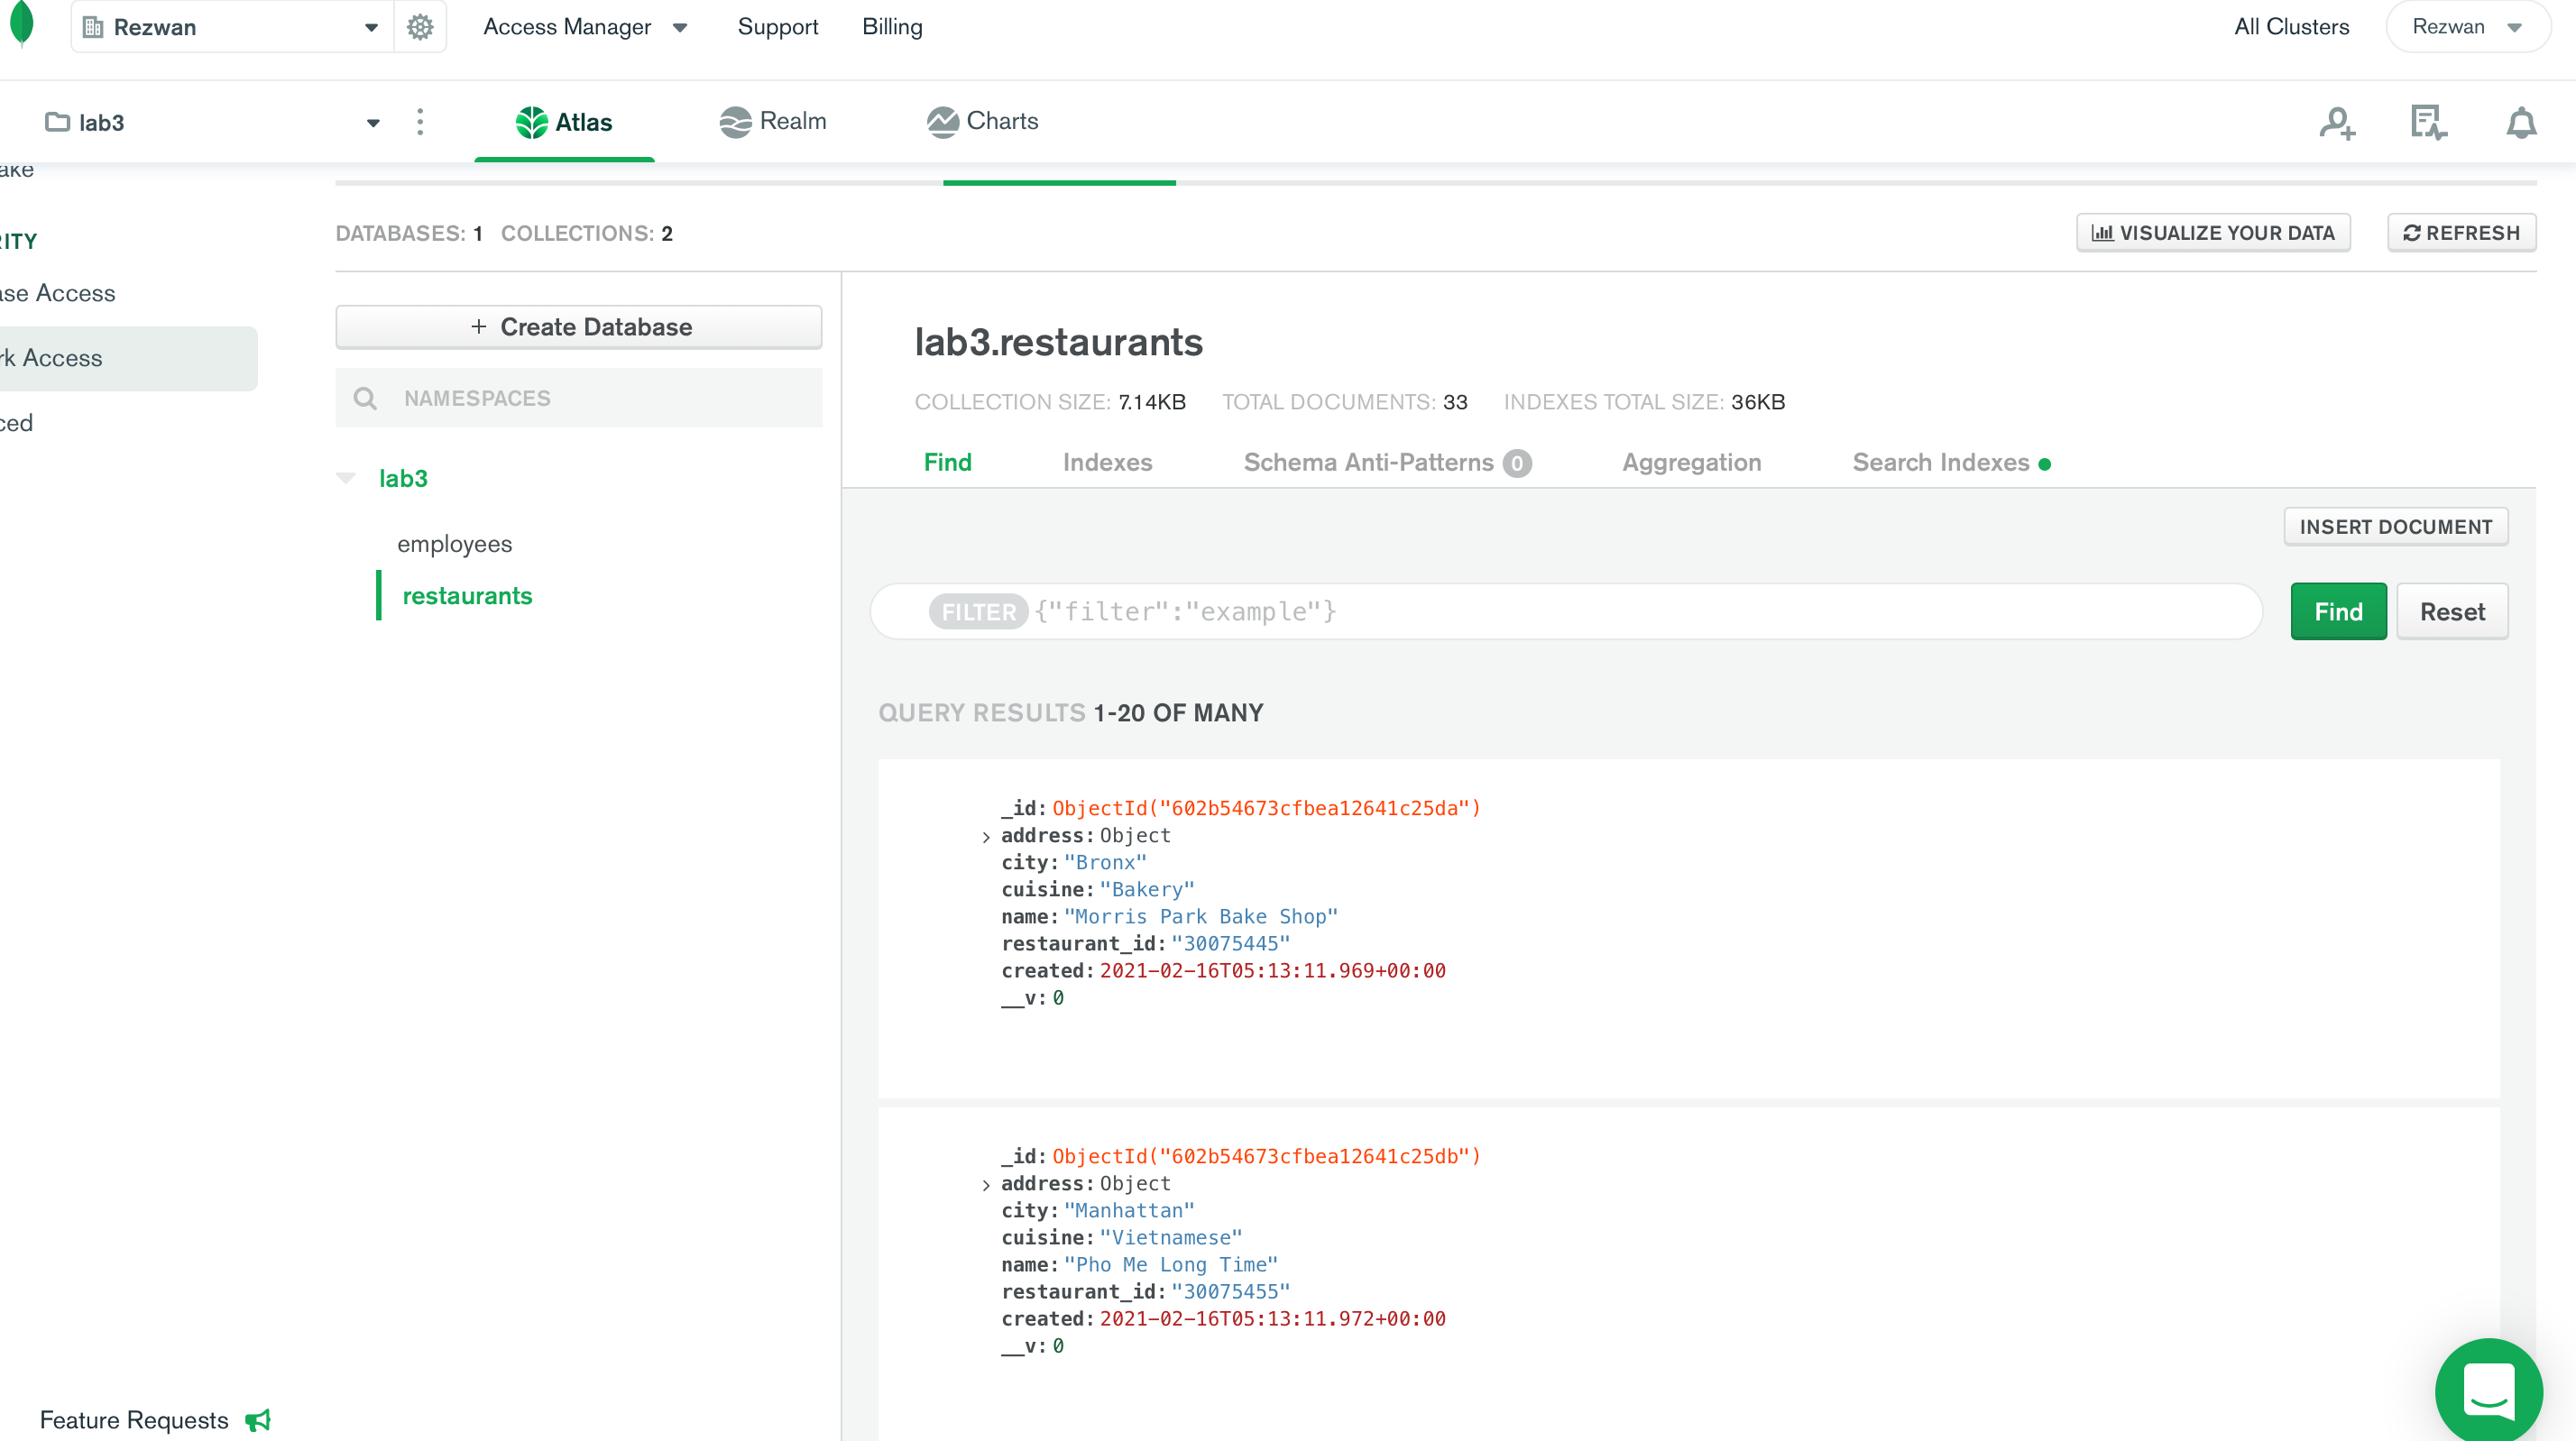 Rezwan
Access Manager
Support
Billing
All Clusters
Rezwan
lab3
Atlas
Realm
Charts
ake
RITY
ase Access
rk Access
ced
DATABASES: 1 COLLECTIONS: 2
VISUALIZE YOUR DATA
REFRESH
+ Create Database
NAMESPACES
lab3
employees
restaurants
lab3.restaurants
COLLECTION SIZE: 7.14KB TOTAL DOCUMENTS: 33 INDEXES TOTAL SIZE: 36KB
Find
Indexes
Schema Anti-Patterns 0
Aggregation
Search Indexes
INSERT DOCUMENT
FILTER {"filter":"example"}
Find
Reset
QUERY RESULTS 1-20 OF MANY
_id: ObjectId("602b54673cfbea12641c25da")
> address: Object
city: "Bronx"
cuisine: "Bakery"
name: "Morris Park Bake Shop"
restaurant_id: "30075445"
created: 2021-02-16T05:13:11.969+00:00
__v: 0
_id: ObjectId("602b54673cfbea12641c25db")
> address: Object
city: "Manhattan"
cuisine: "Vietnamese"
name: "Pho Me Long Time"
restaurant_id: "30075455"
created: 2021-02-16T05:13:11.972+00:00
__v: 0
Feature Requests